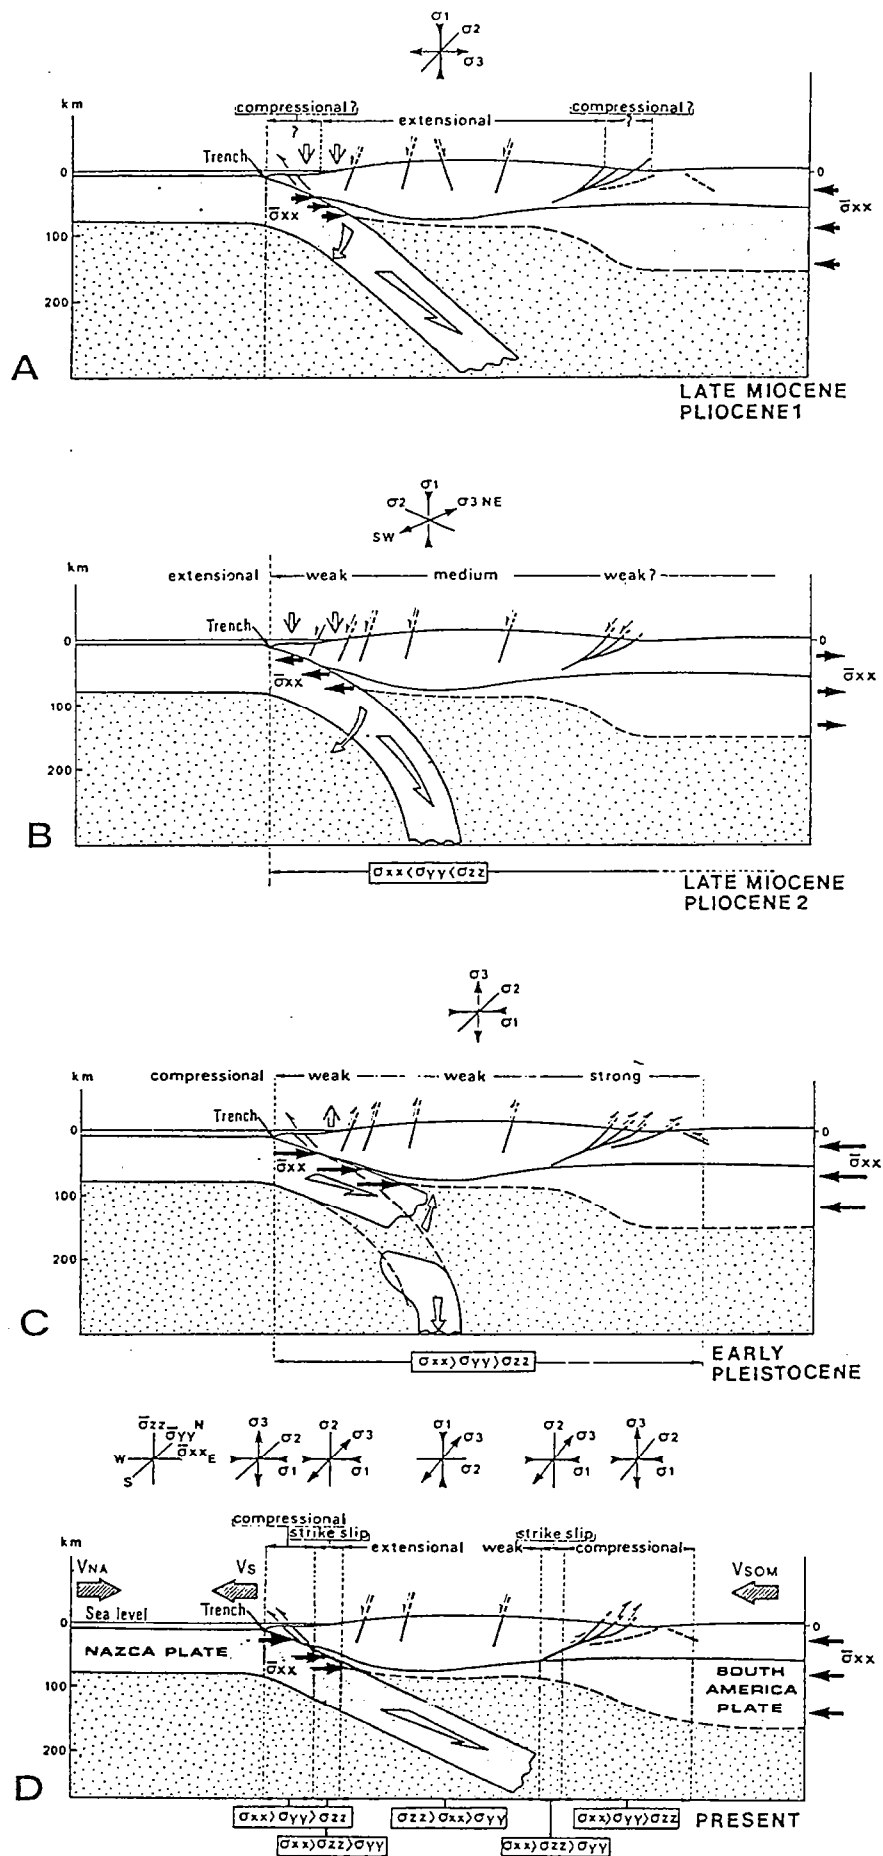 σ1
σ2
σ3
compressional? compressional?
km ? extensional ?
Trench
0 0
σ̅xx σ̅xx
100
200
A
LATE MIOCENE
PLIOCENE 1
σ1
σ2 σ3 NE
SW
km extensional weak medium weak?
Trench
0 0
σ̅xx σ̅xx
100
200
B
σxx<σyy<σzz
LATE MIOCENE
PLIOCENE 2
σ3
σ2
σ1
km compressional weak weak strong
Trench
0 0
σ̅xx σ̅xx
100
200
C
σxx>σyy>σzz
EARLY
PLEISTOCENE
σ̅zz σ̅yy N σ3 σ2 σ1 σ2 σ3
W σ̅xx E σ2 σ3 σ3 σ3 σ2
S σ1 σ1 σ2 σ1 σ1
compressional
strike slip strike slip
km extensional weak compressional
VNA VS VSOM
Sea level Trench
0 0
NAZCA PLATE σ̅xx σ̅xx
SOUTH
AMERICA
PLATE
100
200
D
σxx>σyy>σzz σzz>σxx>σyy σxx>σyy>σzz PRESENT
σxx>σzz>σyy σxx>σzz>σyy